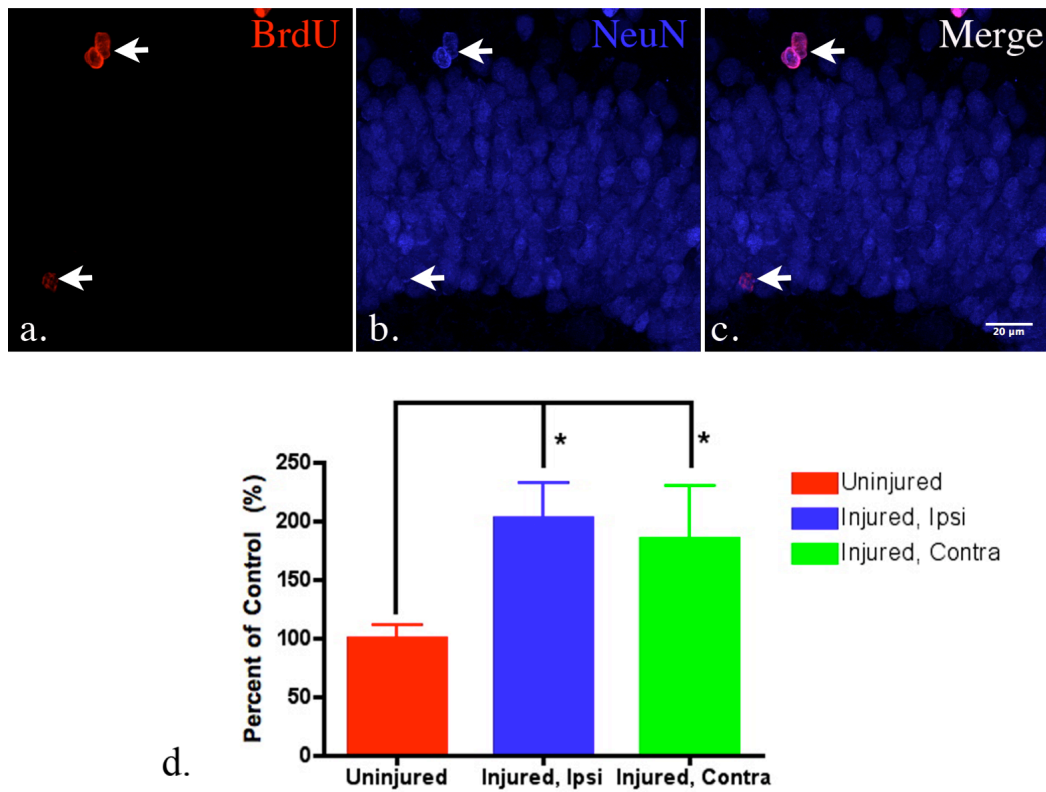 BrdU
NeuN
Merge
a.
b.
c.
20 µm
*
*
250
200
150
100
50
0
Percent of Control (%)
Uninjured
Injured, Ipsi
Injured, Contra
Uninjured
Injured, Ipsi
Injured, Contra
d.